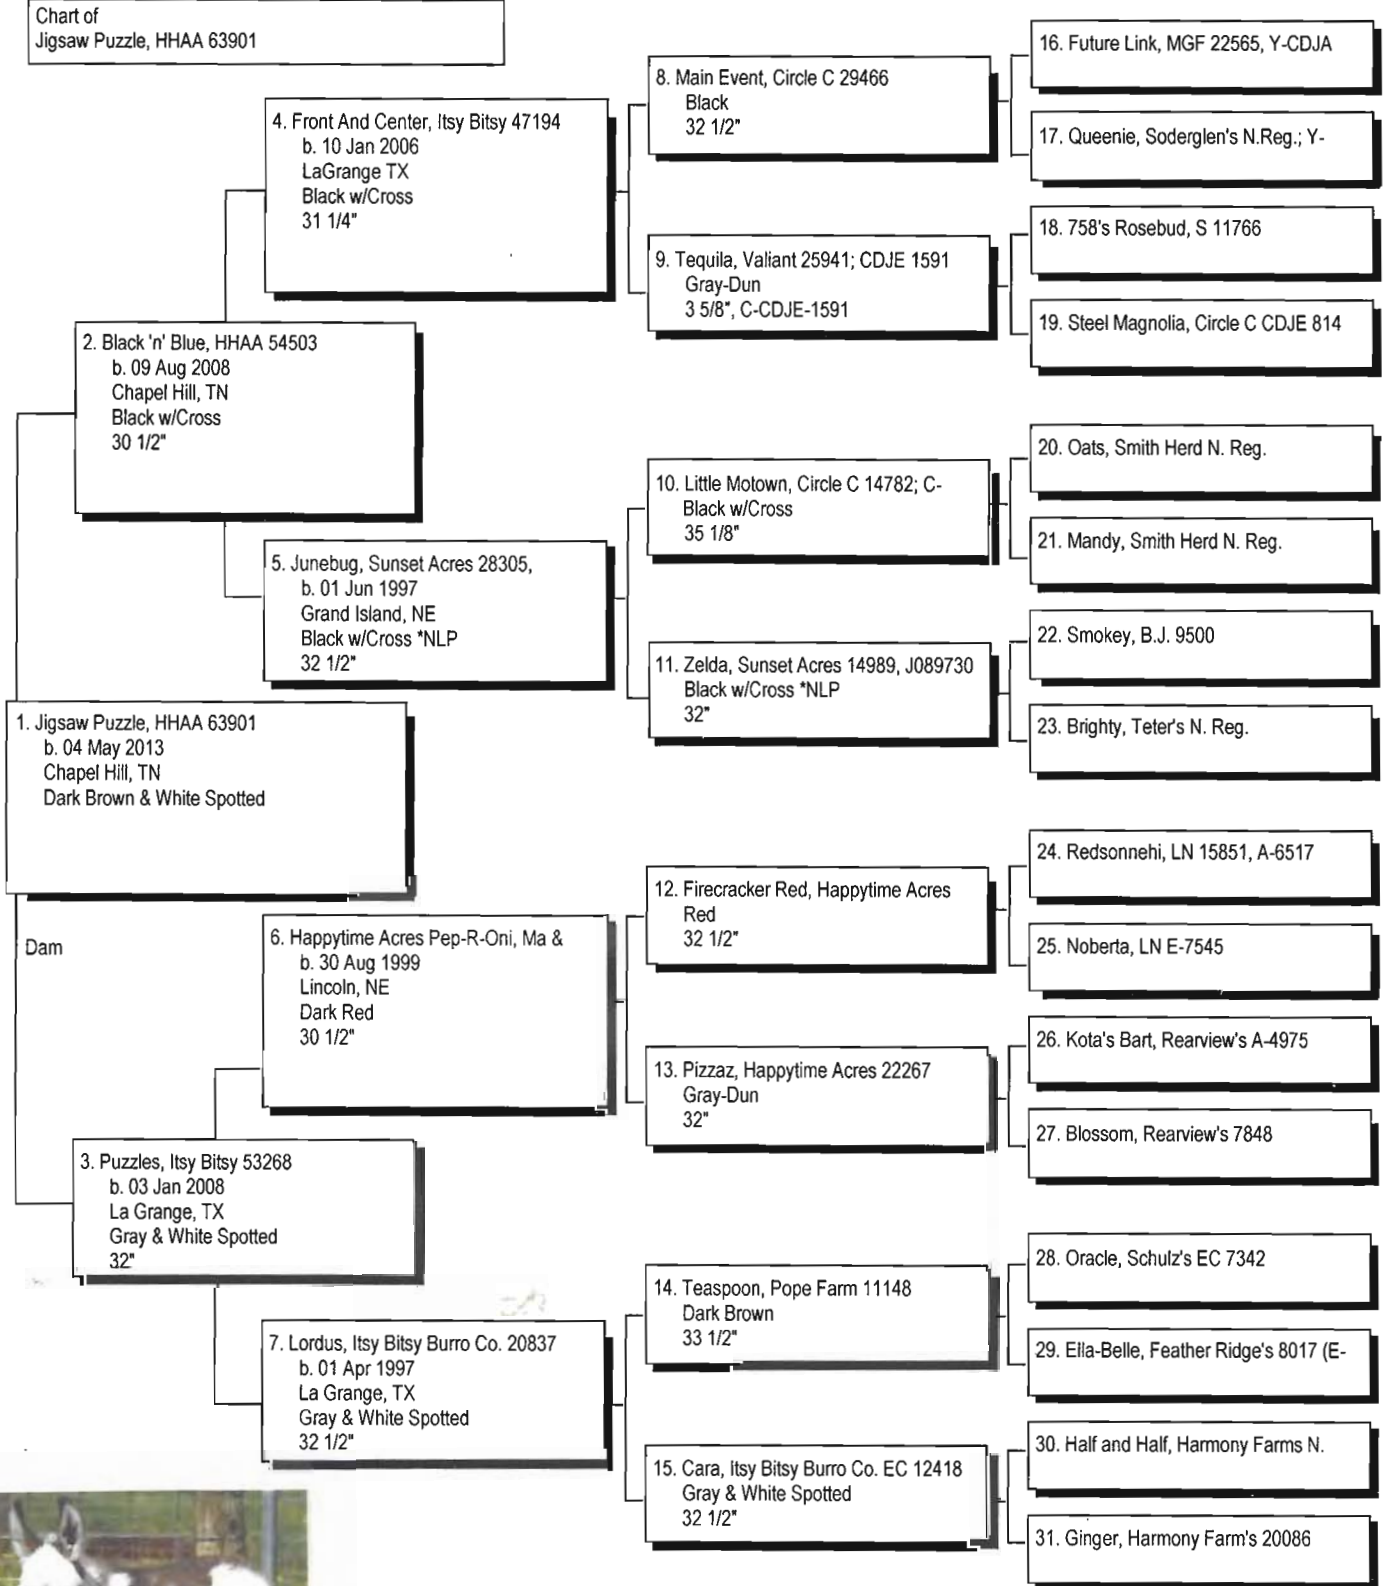 Chart of
Jigsaw Puzzle, HHAA 63901
1. Jigsaw Puzzle, HHAA 63901
b. 04 May 2013
Chapel Hill, TN
Dark Brown & White Spotted
Dam
2. Black 'n' Blue, HHAA 54503
b. 09 Aug 2008
Chapel Hill, TN
Black w/Cross
30 1/2"
3. Puzzles, Itsy Bitsy 53268
b. 03 Jan 2008
La Grange, TX
Gray & White Spotted
32"
4. Front And Center, Itsy Bitsy 47194
b. 10 Jan 2006
LaGrange TX
Black w/Cross
31 1/4"
5. Junebug, Sunset Acres 28305,
b. 01 Jun 1997
Grand Island, NE
Black w/Cross *NLP
32 1/2"
6. Happytime Acres Pep-R-Oni, Ma &
b. 30 Aug 1999
Lincoln, NE
Dark Red
30 1/2"
7. Lordus, Itsy Bitsy Burro Co. 20837
b. 01 Apr 1997
La Grange, TX
Gray & White Spotted
32 1/2"
8. Main Event, Circle C 29466
Black
32 1/2"
9. Tequila, Valiant 25941; CDJE 1591
Gray-Dun
3 5/8", C-CDJE-1591
10. Little Motown, Circle C 14782; C-
Black w/Cross
35 1/8"
11. Zelda, Sunset Acres 14989, J089730
Black w/Cross *NLP
32"
12. Firecracker Red, Happytime Acres
Red
32 1/2"
13. Pizzaz, Happytime Acres 22267
Gray-Dun
32"
14. Teaspoon, Pope Farm 11148
Dark Brown
33 1/2"
15. Cara, Itsy Bitsy Burro Co. EC 12418
Gray & White Spotted
32 1/2"
16. Future Link, MGF 22565, Y-CDJA
17. Queenie, Soderglen's N.Reg.; Y-
18. 758's Rosebud, S 11766
19. Steel Magnolia, Circle C CDJE 814
20. Oats, Smith Herd N. Reg.
21. Mandy, Smith Herd N. Reg.
22. Smokey, B.J. 9500
23. Brighty, Teter's N. Reg.
24. Redsonnehi, LN 15851, A-6517
25. Noberta, LN E-7545
26. Kota's Bart, Rearview's A-4975
27. Blossom, Rearview's 7848
28. Oracle, Schulz's EC 7342
29. Ella-Belle, Feather Ridge's 8017 (E-
30. Half and Half, Harmony Farms N.
31. Ginger, Harmony Farm's 20086